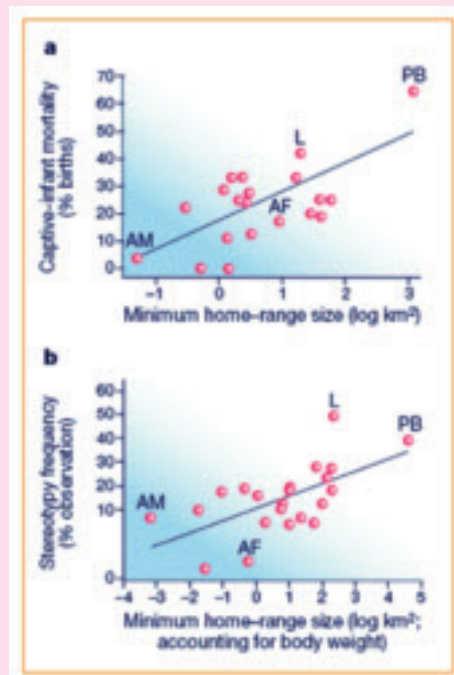 a
Captive-infant mortality
(% births)
70
60
50
40
30
20
10
0
PB
L
AF
AM
–1
0
1
2
3
Minimum home–range size (log km²)
b
Stereotypy frequency
(% observation)
60
50
40
30
20
10
0
L
PB
AM
AF
–4
–3
–2
–1
0
1
2
3
4
5
Minimum home–range size (log km²;
accounting for body weight)